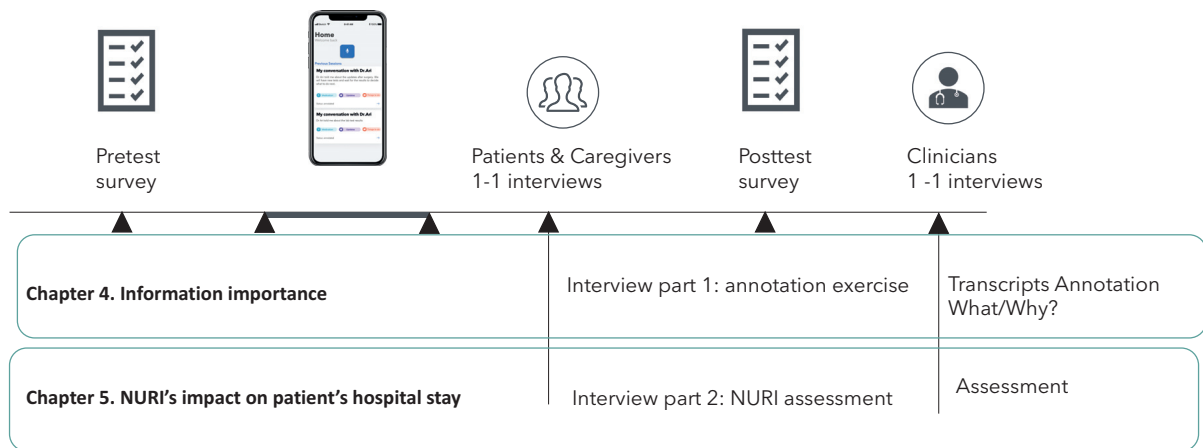 Home
My conversation with Dr.Ari
My conversation with Dr.Ari
Pretest
survey
Patients & Caregivers
1-1 interviews
Posttest
survey
Clinicians
1 -1 interviews
Chapter 4. Information importance
Interview part 1: annotation exercise
Transcripts Annotation
What/Why?
Chapter 5. NURI’s impact on patient’s hospital stay
Interview part 2: NURI assessment
Assessment